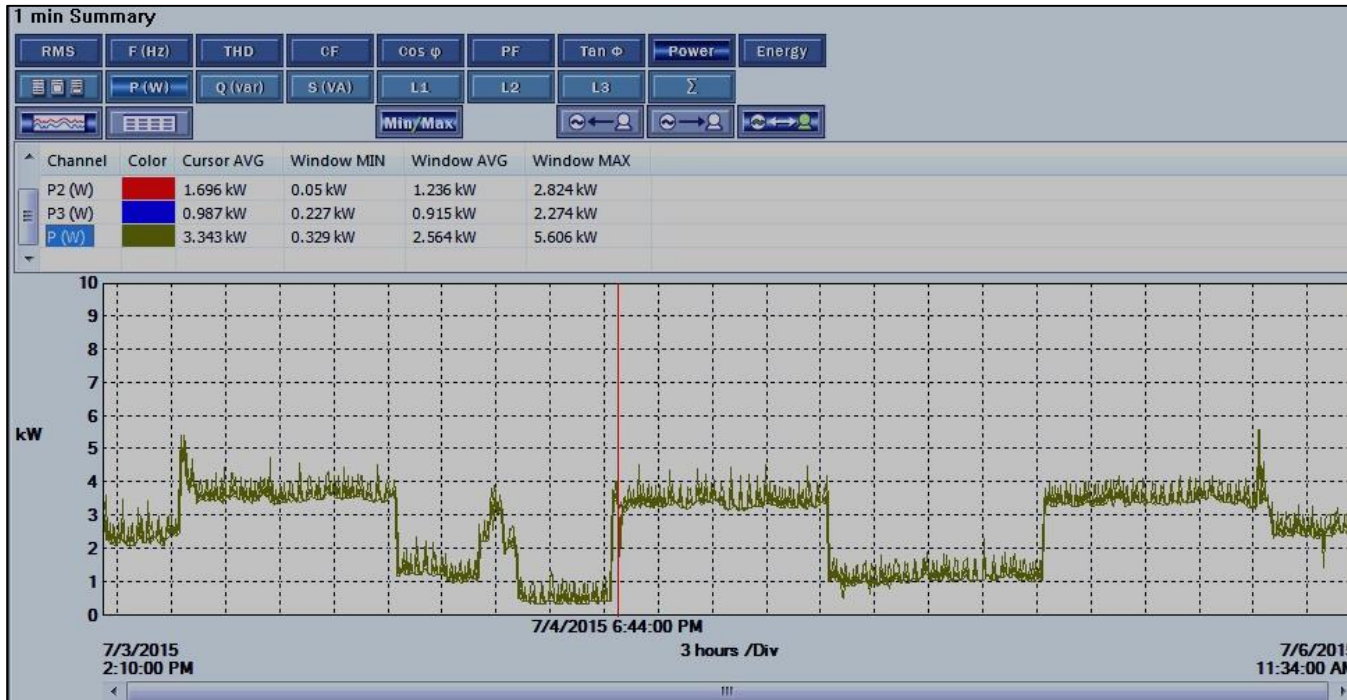 1 min Summary
RMS F (Hz) THD CF Cos φ PF Tan Φ Power Energy
P (W) Q (var) S (VA) L1 L2 L3 Σ
Min/Max
Channel Color Cursor AVG Window MIN Window AVG Window MAX
P2 (W) 1.696 kW 0.05 kW 1.236 kW 2.824 kW
P3 (W) 0.987 kW 0.227 kW 0.915 kW 2.274 kW
P (W) 3.343 kW 0.329 kW 2.564 kW 5.606 kW
10
9
8
7
6
kW
5
4
3
2
1
0
7/4/2015 6:44:00 PM
7/3/2015 3 hours /Div 7/6/2015
2:10:00 PM 11:34:00 AM